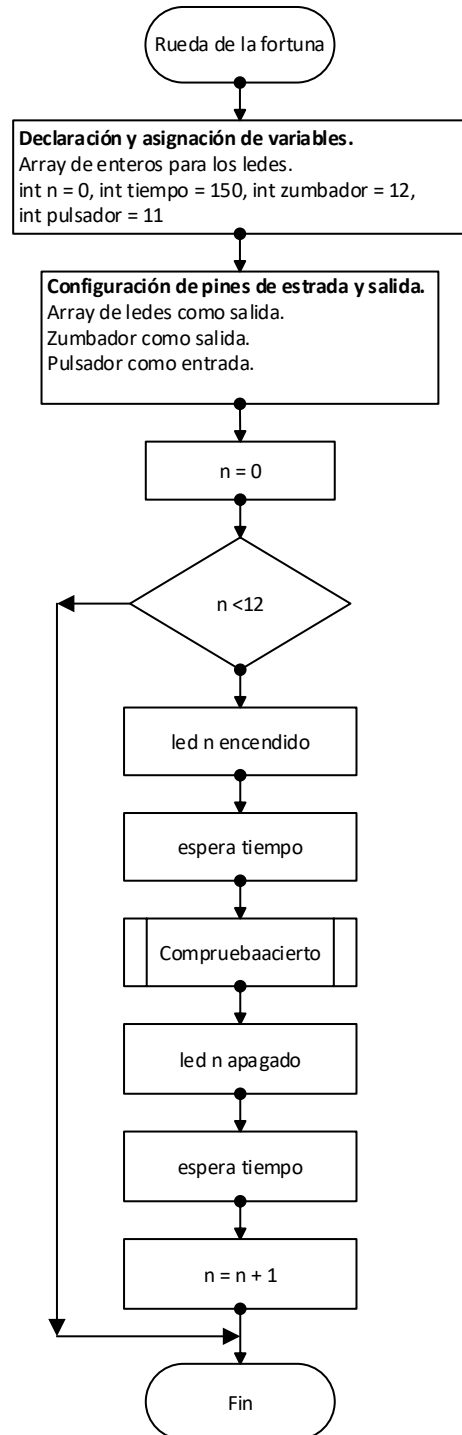 Rueda de la fortuna
Declaración y asignación de variables.
Array de enteros para los ledes.
int n = 0, int tiempo = 150, int zumbador = 12,
int pulsador = 11
Configuración de pines de estrada y salida.
Array de ledes como salida.
Zumbador como salida.
Pulsador como entrada.
n = 0
n <12
led n encendido
espera tiempo
Compruebaacierto
led n apagado
espera tiempo
n = n + 1
Fin